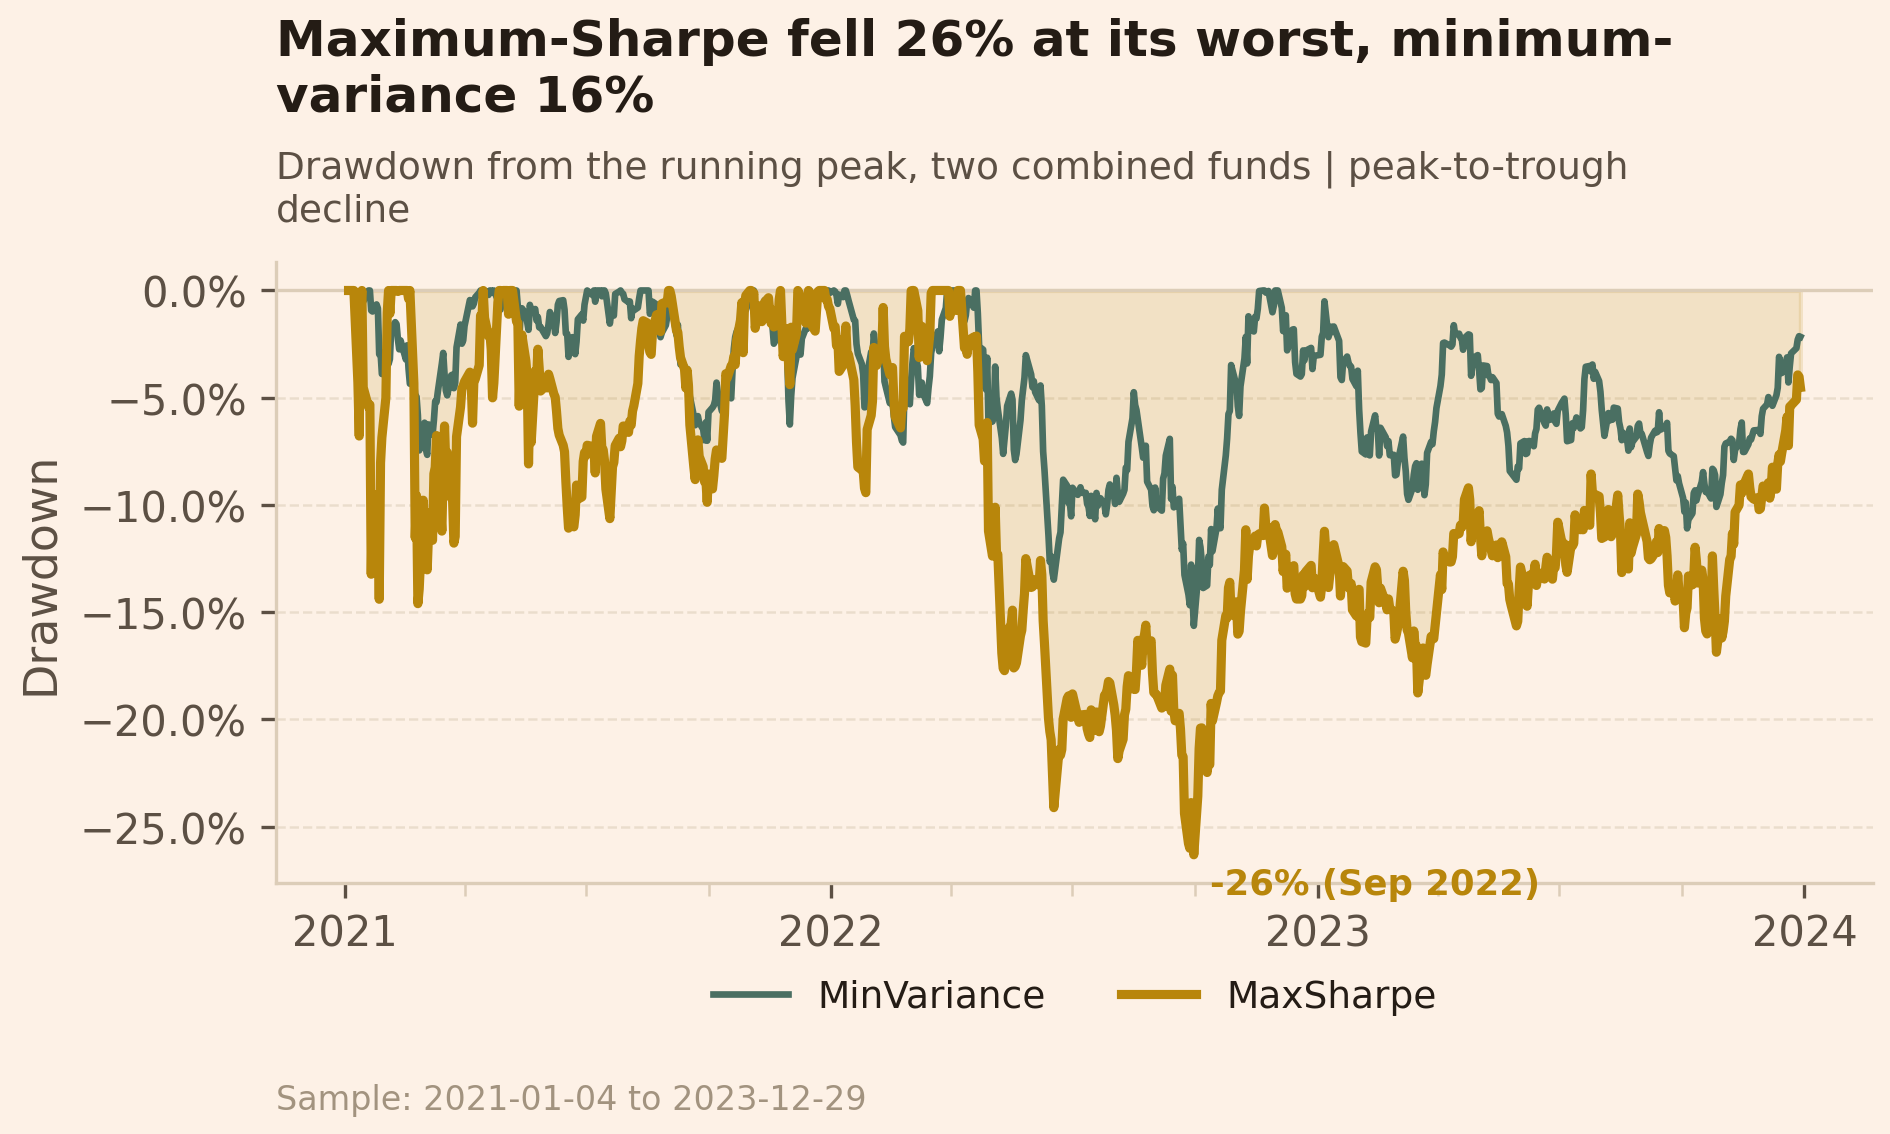 Maximum-Sharpe fell 26% at its worst, minimum-
variance 16%
Drawdown from the running peak, two combined funds | peak-to-trough
decline
Drawdown
0.0%
−5.0%
−10.0%
−15.0%
−20.0%
−25.0%
-26% (Sep 2022)
2021
2022
2023
2024
MinVariance
MaxSharpe
Sample: 2021-01-04 to 2023-12-29